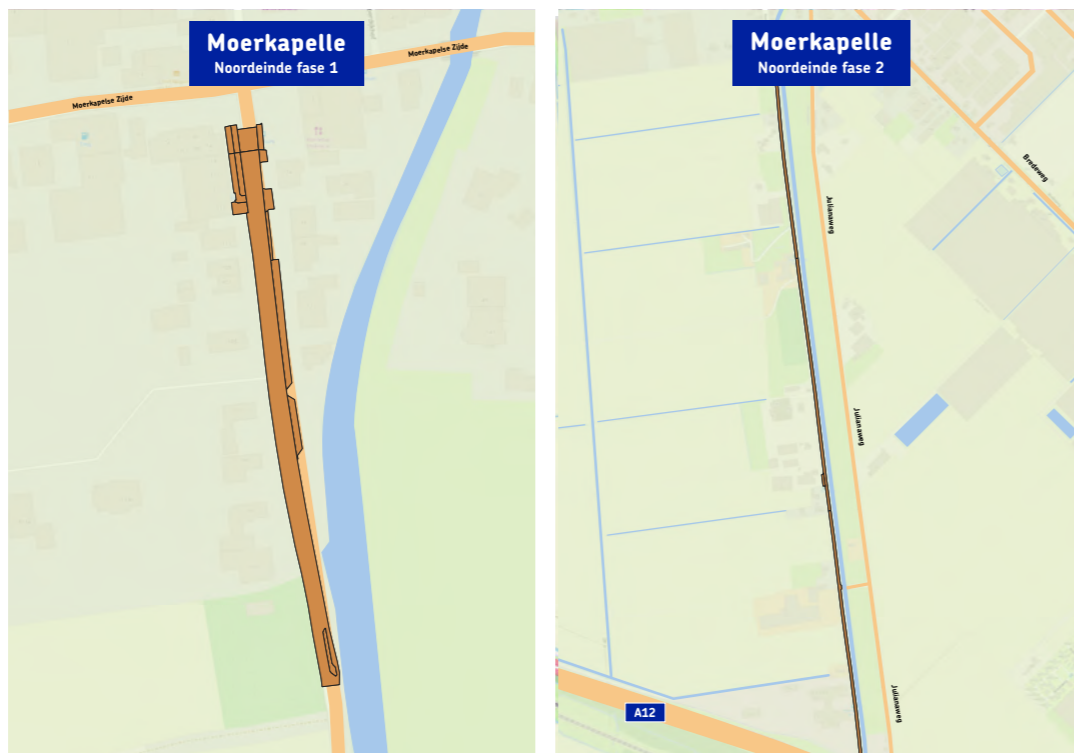 Moerkapelle
Noordeinde fase 1
Moerkapelse Zijde
Moerkapelse Zijde
Moerkapelle
Noordeinde fase 2
Bredeweg
Julianaweg
Julianaweg
Julianaweg
A12